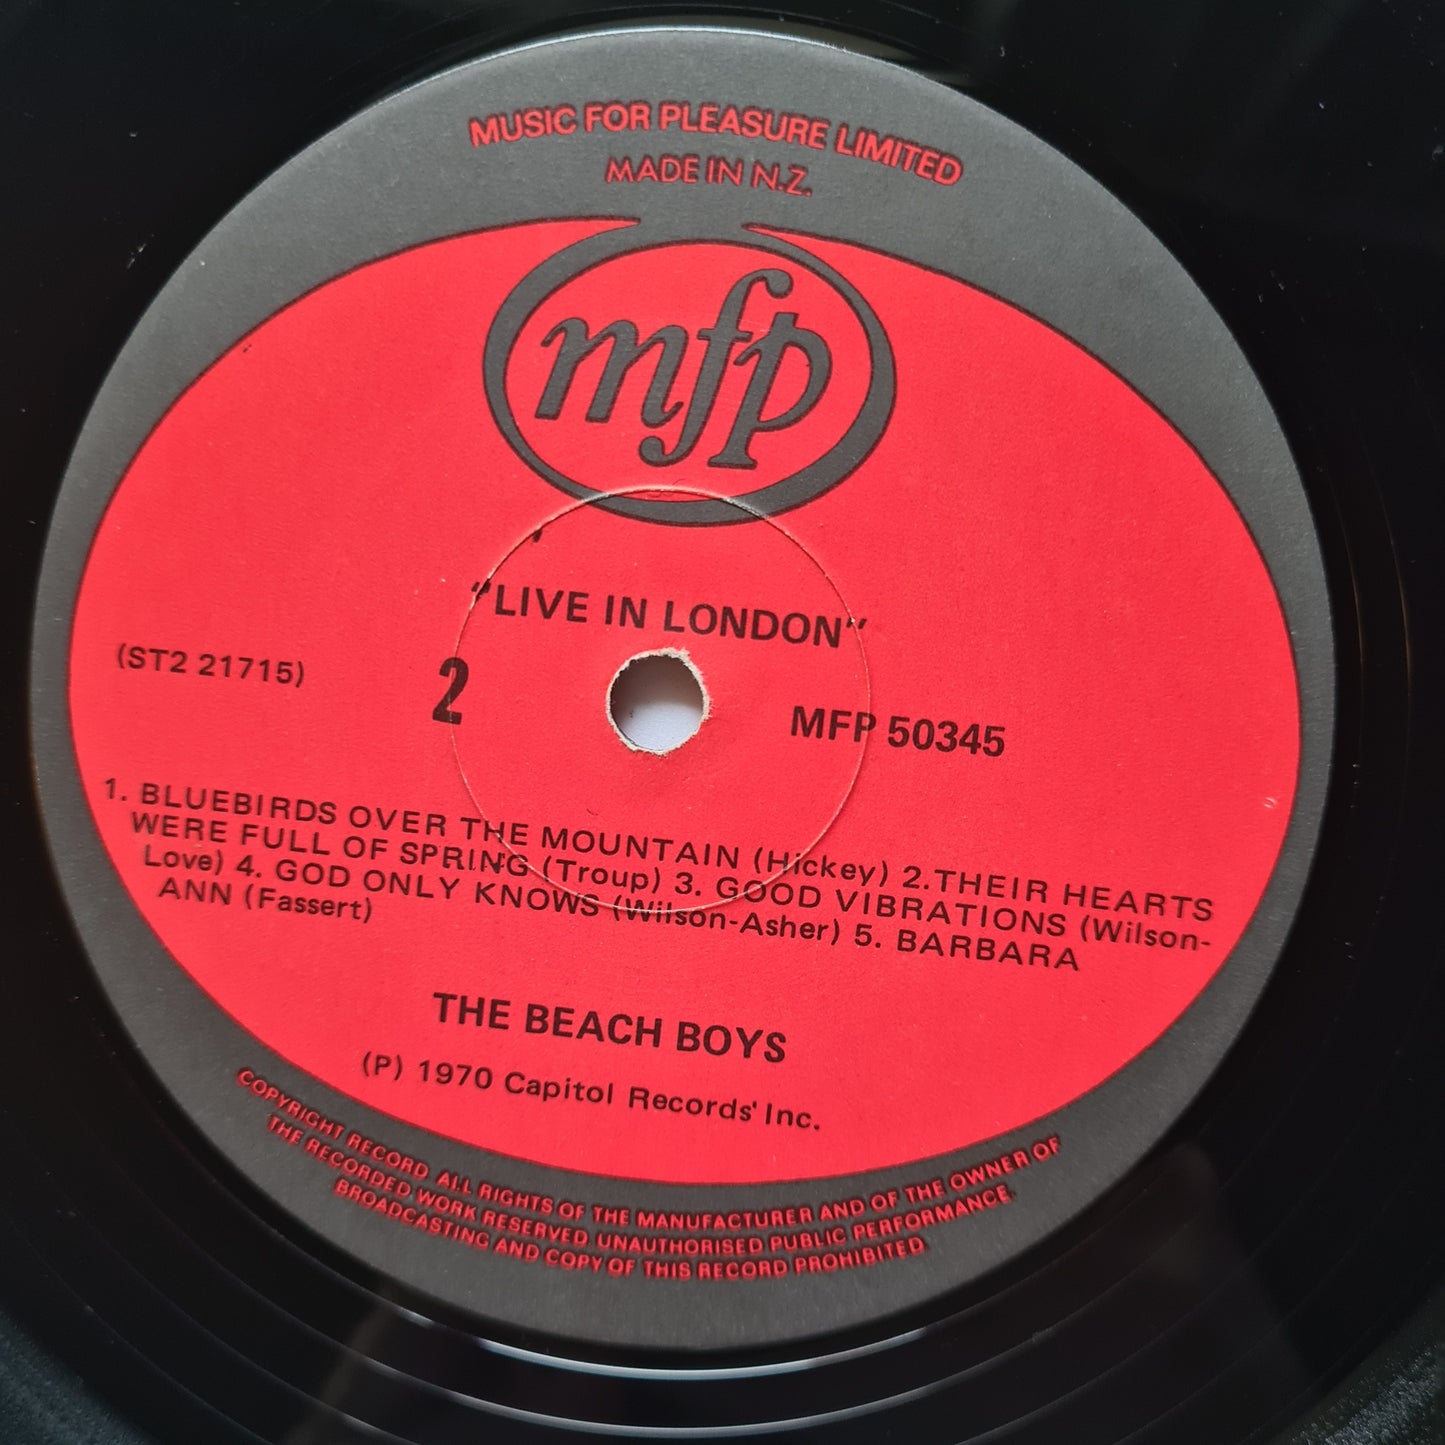 MUSIC FOR PLEASURE LIMITED
MADE IN N.Z.
mfp
"LIVE IN LONDON"
(ST2 21715)
2
MFP 50345
1. BLUEBIRDS OVER THE MOUNTAIN (Hickey) 2.THEIR HEARTS
WERE FULL OF SPRING (Troup) 3. GOOD VIBRATIONS (Wilson-
Love) 4. GOD ONLY KNOWS (Wilson-Asher) 5. BARBARA
ANN (Fassert)
THE BEACH BOYS
(P) 1970 Capitol Records' Inc.
COPYRIGHT RECORD. ALL RIGHTS OF THE MANUFACTURER AND OF THE OWNER OF
THE RECORDED WORK RESERVED. UNAUTHORISED PUBLIC PERFORMANCE,
BROADCASTING AND COPY OF THIS RECORD PROHIBITED.